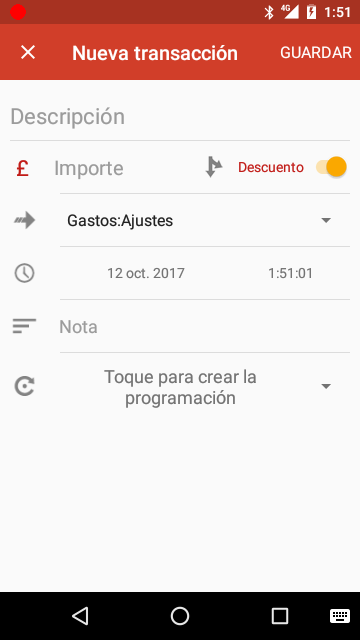 4G 1:51
Nueva transacción GUARDAR
Descripción
£ Importe Descuento
Gastos:Ajustes
12 oct. 2017 1:51:01
Nota
Toque para crear la
programación